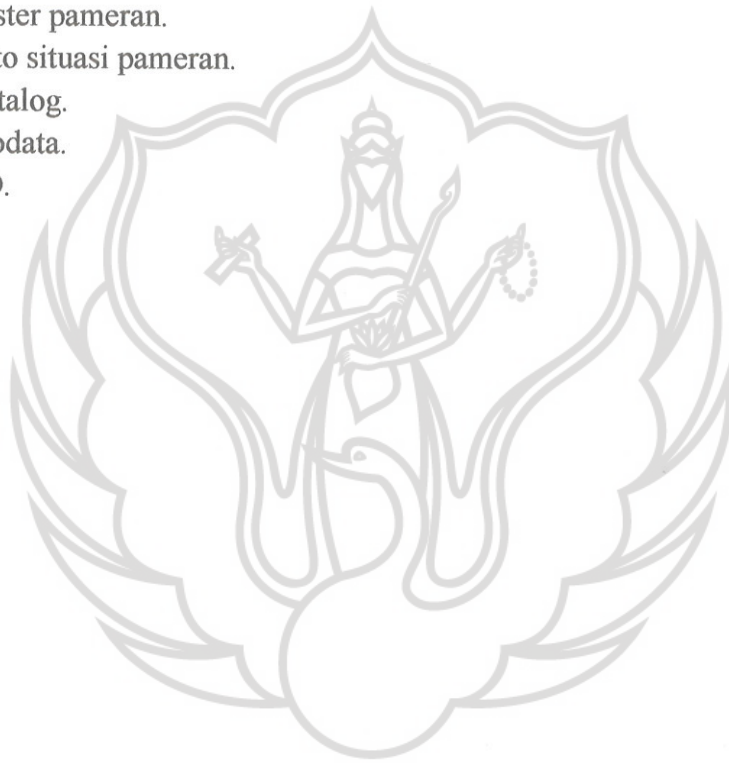 ster pameran.
to situasi pameran.
talog.
odata.